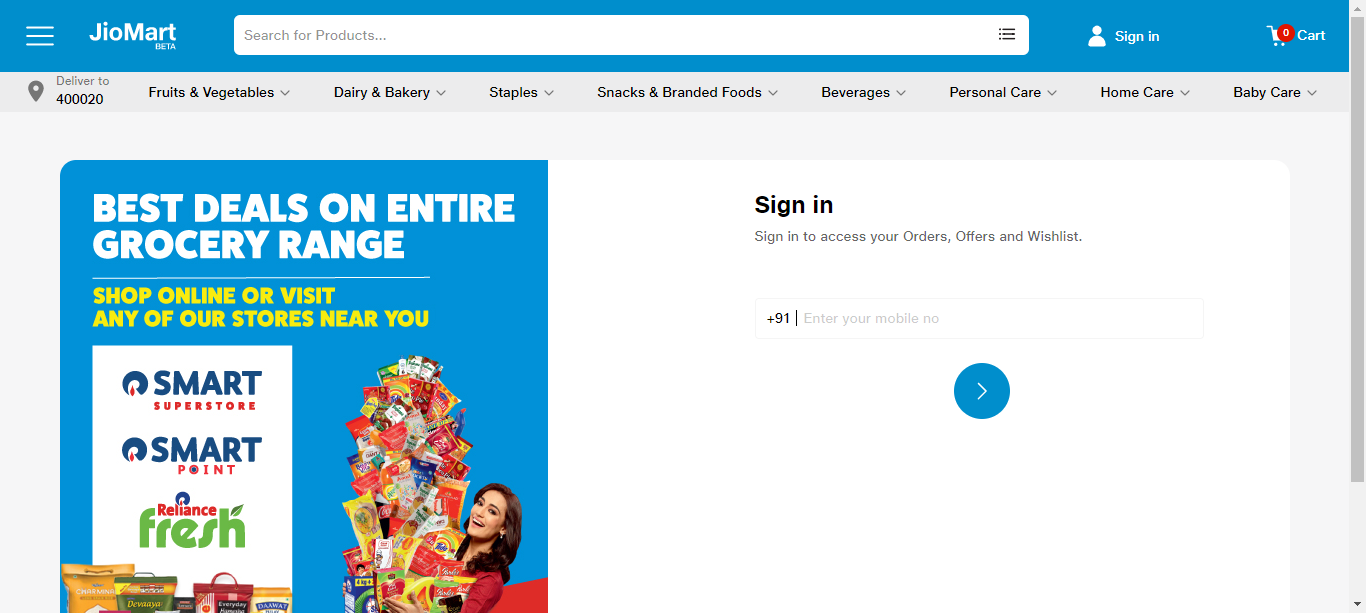 JioMart
BETA
Search for Products...
Sign in
0
Cart
Deliver to
400020
Fruits & Vegetables
Dairy & Bakery
Staples
Snacks & Branded Foods
Beverages
Personal Care
Home Care
Baby Care
BEST DEALS ON ENTIRE
GROCERY RANGE
SHOP ONLINE OR VISIT
ANY OF OUR STORES NEAR YOU
SMART
SUPERSTORE
SMART
POINT
Reliance
fresh
Devaaya
Everyday
DAAWAT
Sign in
Sign in to access your Orders, Offers and Wishlist.
+91
Enter your mobile no